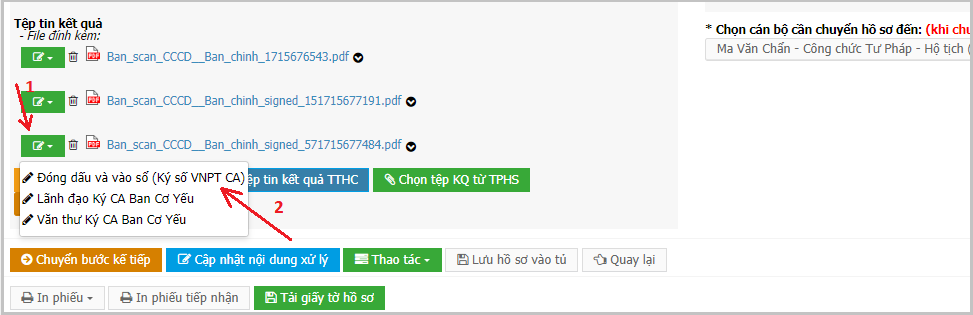 Tệp tin kết quả
- File đính kèm:
Ban_scan_CCCD__Ban_chinh_1715676543.pdf
1
Ban_scan_CCCD__Ban_chinh_signed_151715677191.pdf
Ban_scan_CCCD__Ban_chinh_signed_571715677484.pdf
Đóng dấu và vào sổ (Ký số VNPT CA)
Lãnh đạo Ký CA Ban Cơ Yếu
Văn thư Ký CA Ban Cơ Yếu
tệp tin kết quả TTHC
Chọn tệp KQ từ TPHS
2
* Chọn cán bộ cần chuyển hồ sơ đến: (khi
Ma Văn Chấn - Công chức Tư Pháp - Hộ tịch (
Chuyển bước kế tiếp
Cập nhật nội dung xử lý
Thao tác
Lưu hồ sơ vào tủ
Quay lại
In phiếu
In phiếu tiếp nhận
Tải giấy tờ hồ sơ